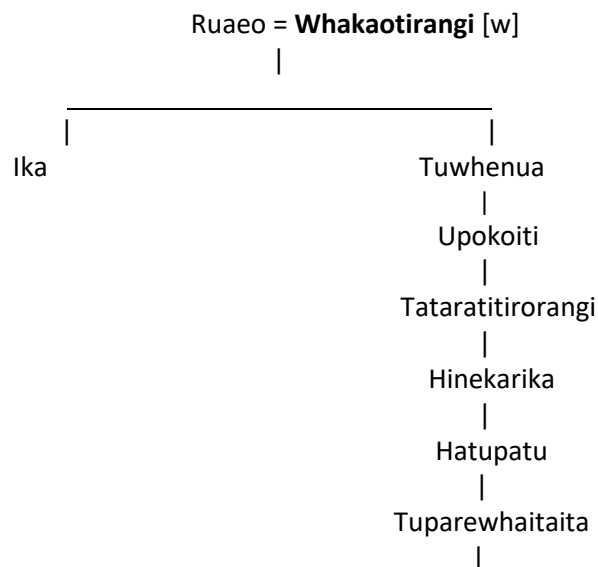 Ruaeo = Whakaotirangi [w]
Ika Tuwhenua
Upokoiti
Tataratitirorangi
Hinekarika
Hatupatu
Tuparewhaitaita